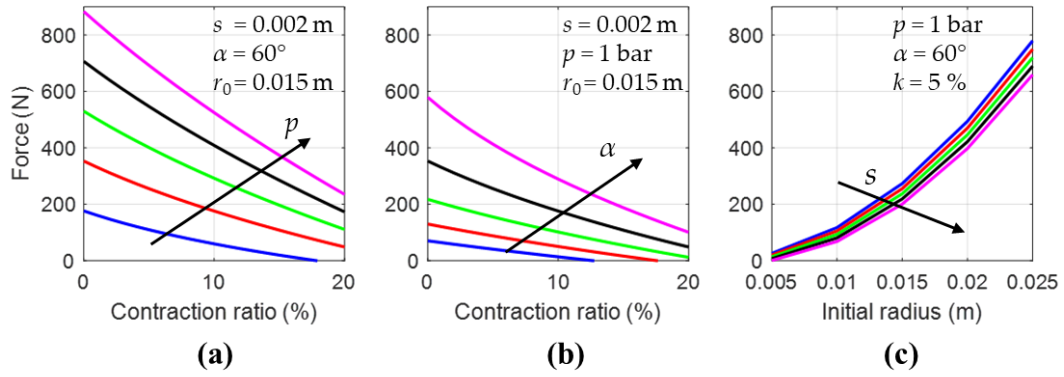 s = 0.002 m
α = 60°
r₀ = 0.015 m
p
Force (N)
800
600
400
200
0
0
10
20
Contraction ratio (%)
(a)
s = 0.002 m
p = 1 bar
r₀ = 0.015 m
α
800
600
400
200
0
0
10
20
Contraction ratio (%)
(b)
p = 1 bar
α = 60°
k = 5 %
s
800
600
400
200
0
0.005
0.01
0.015
0.02
0.025
Initial radius (m)
(c)